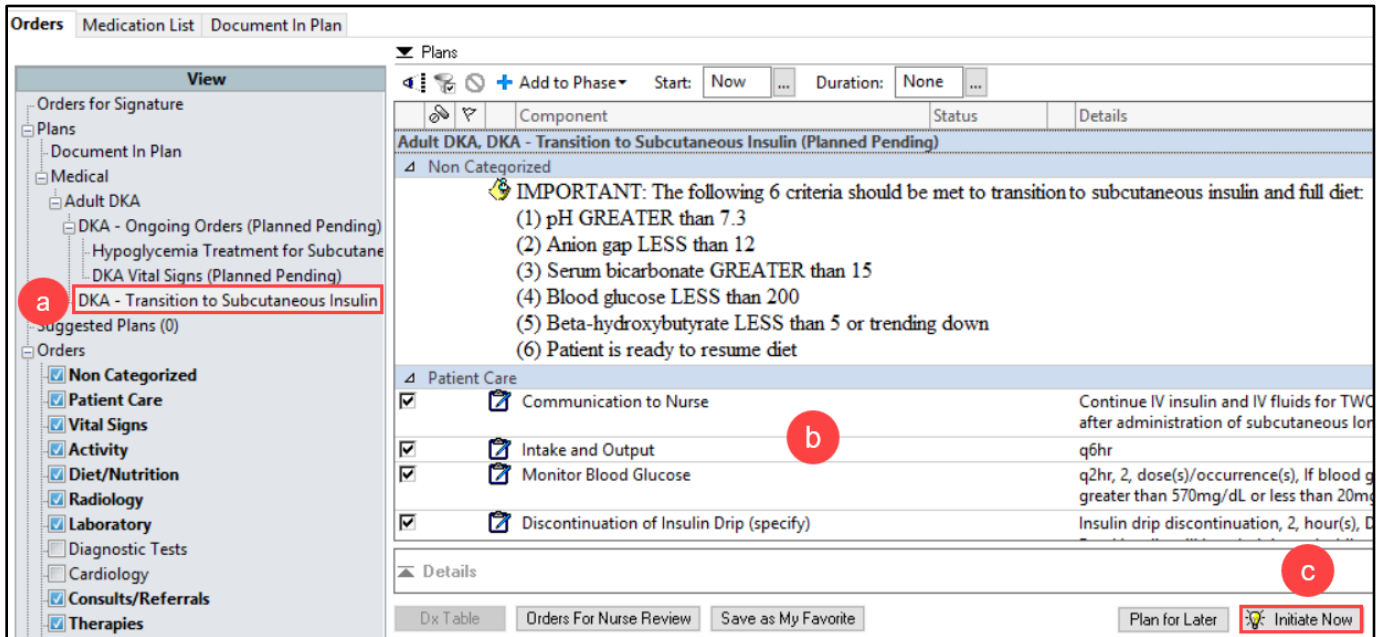 Orders Medication List Document In Plan
View
Orders for Signature
Plans
Document In Plan
Medical
Adult DKA
DKA - Ongoing Orders (Planned Pending)
Hypoglycemia Treatment for Subcutane
DKA Vital Signs (Planned Pending)
a
DKA - Transition to Subcutaneous Insulin
Suggested Plans (0)
Orders
Non Categorized
Patient Care
Vital Signs
Activity
Diet/Nutrition
Radiology
Laboratory
Diagnostic Tests
Cardiology
Consults/Referrals
Therapies
Plans
Add to Phase Start: Now ... Duration: None ...
Component Status Details
Adult DKA, DKA - Transition to Subcutaneous Insulin (Planned Pending)
Non Categorized
IMPORTANT: The following 6 criteria should be met to transition to subcutaneous insulin and full diet:
(1) pH GREATER than 7.3
(2) Anion gap LESS than 12
(3) Serum bicarbonate GREATER than 15
(4) Blood glucose LESS than 200
(5) Beta-hydroxybutyrate LESS than 5 or trending down
(6) Patient is ready to resume diet
Patient Care
Communication to Nurse Continue IV insulin and IV fluids for TWO
after administration of subcutaneous lon
b
Intake and Output q6hr
Monitor Blood Glucose q2hr, 2, dose(s)/occurrence(s), If blood g
greater than 570mg/dL or less than 20mg
Discontinuation of Insulin Drip (specify) Insulin drip discontinuation, 2, hour(s), D
Details
c
Dx Table Orders For Nurse Review Save as My Favorite Plan for Later Initiate Now